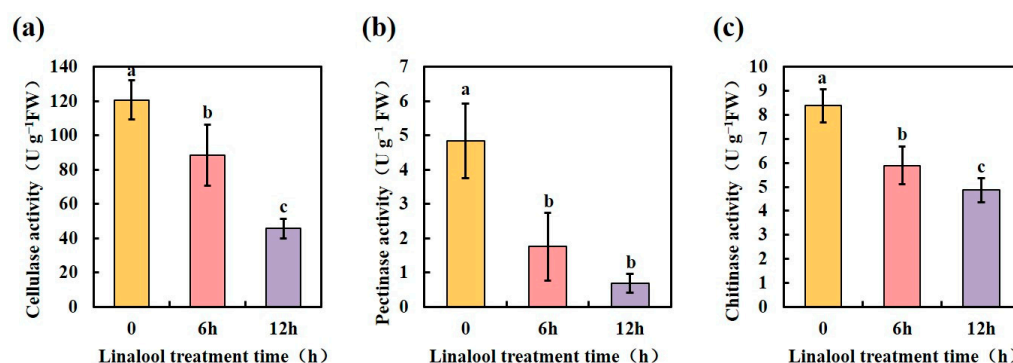 (a)
Cellulase activity（U g⁻¹FW）
140
120
100
80
60
40
20
0
a
b
c
0 6h 12h
Linalool treatment time（h）
(b)
Pectinase activity（U g⁻¹ FW）
7
6
5
4
3
2
1
0
a
b
b
0 6h 12h
Linalool treatment time（h）
(c)
Chitinase activity（U g⁻¹FW）
10
9
8
7
6
5
4
3
2
1
0
a
b
c
0 6h 12h
Linalool treatment time（h）